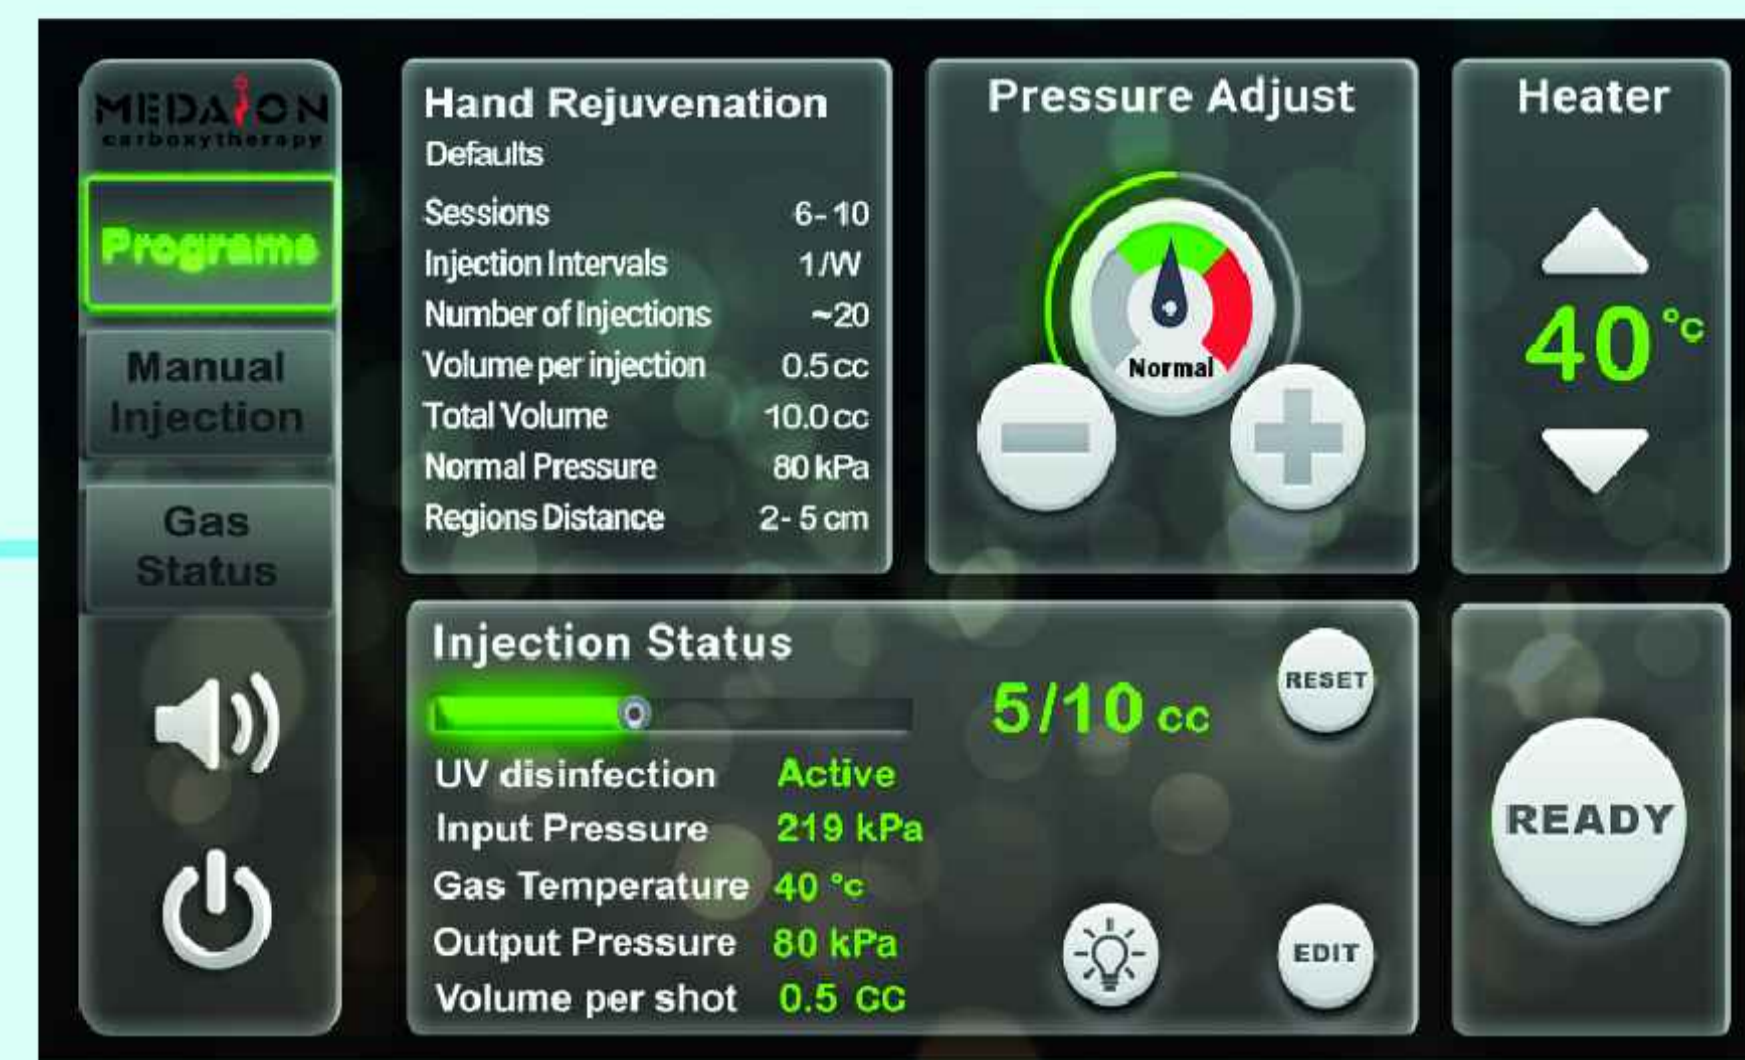 MEDAION
carboxytherapy
Programs
Manual
Injection
Gas
Status
Hand Rejuvenation
Defaults
Sessions 6-10
Injection Intervals 1/W
Number of Injections ~20
Volume per injection 0.5 cc
Total Volume 10.0 cc
Normal Pressure 80 kPa
Regions Distance 2-5 cm
Pressure Adjust
Normal
Heater
40 °c
Injection Status
5/10 cc
RESET
UV disinfection Active
Input Pressure 219 kPa
Gas Temperature 40 °c
Output Pressure 80 kPa
Volume per shot 0.5 CC
EDIT
READY